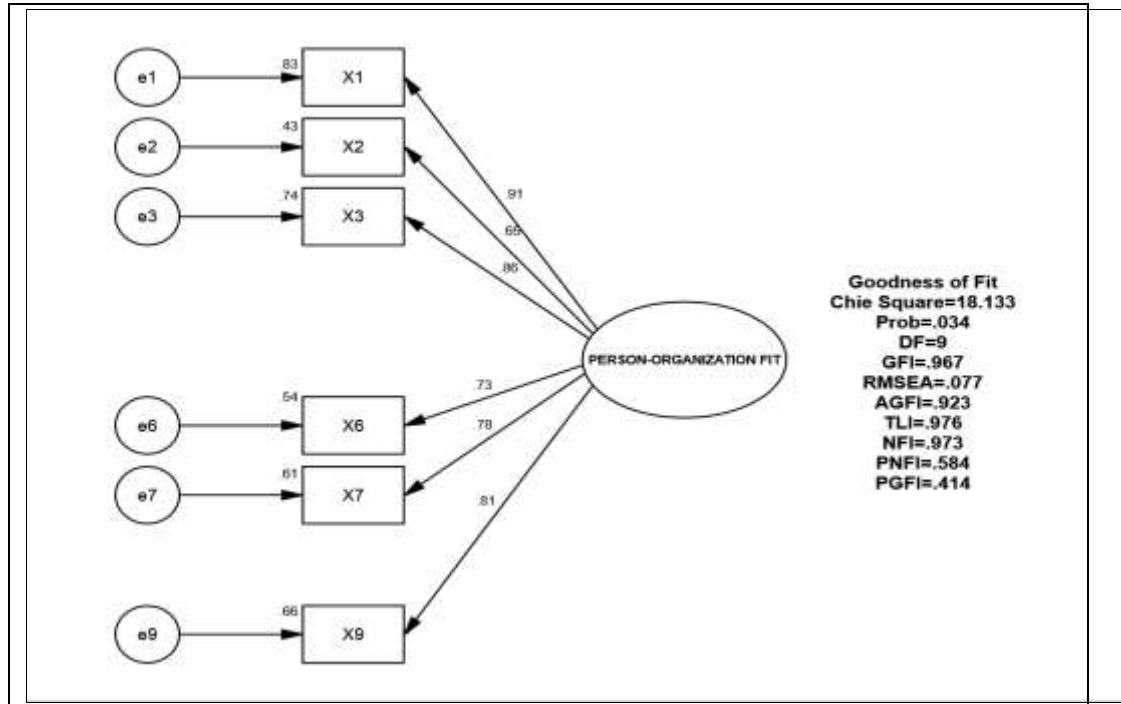 e1
.83
X1
e2
.43
X2
e3
.74
X3
.91
.65
.86
PERSON-ORGANIZATION FIT
e6
.54
X6
.73
e7
.61
X7
.78
e9
.66
X9
.81
Goodness of Fit
Chie Square=18.133
Prob=.034
DF=9
GFI=.967
RMSEA=.077
AGFI=.923
TLI=.976
NFI=.973
PNFI=.584
PGFI=.414